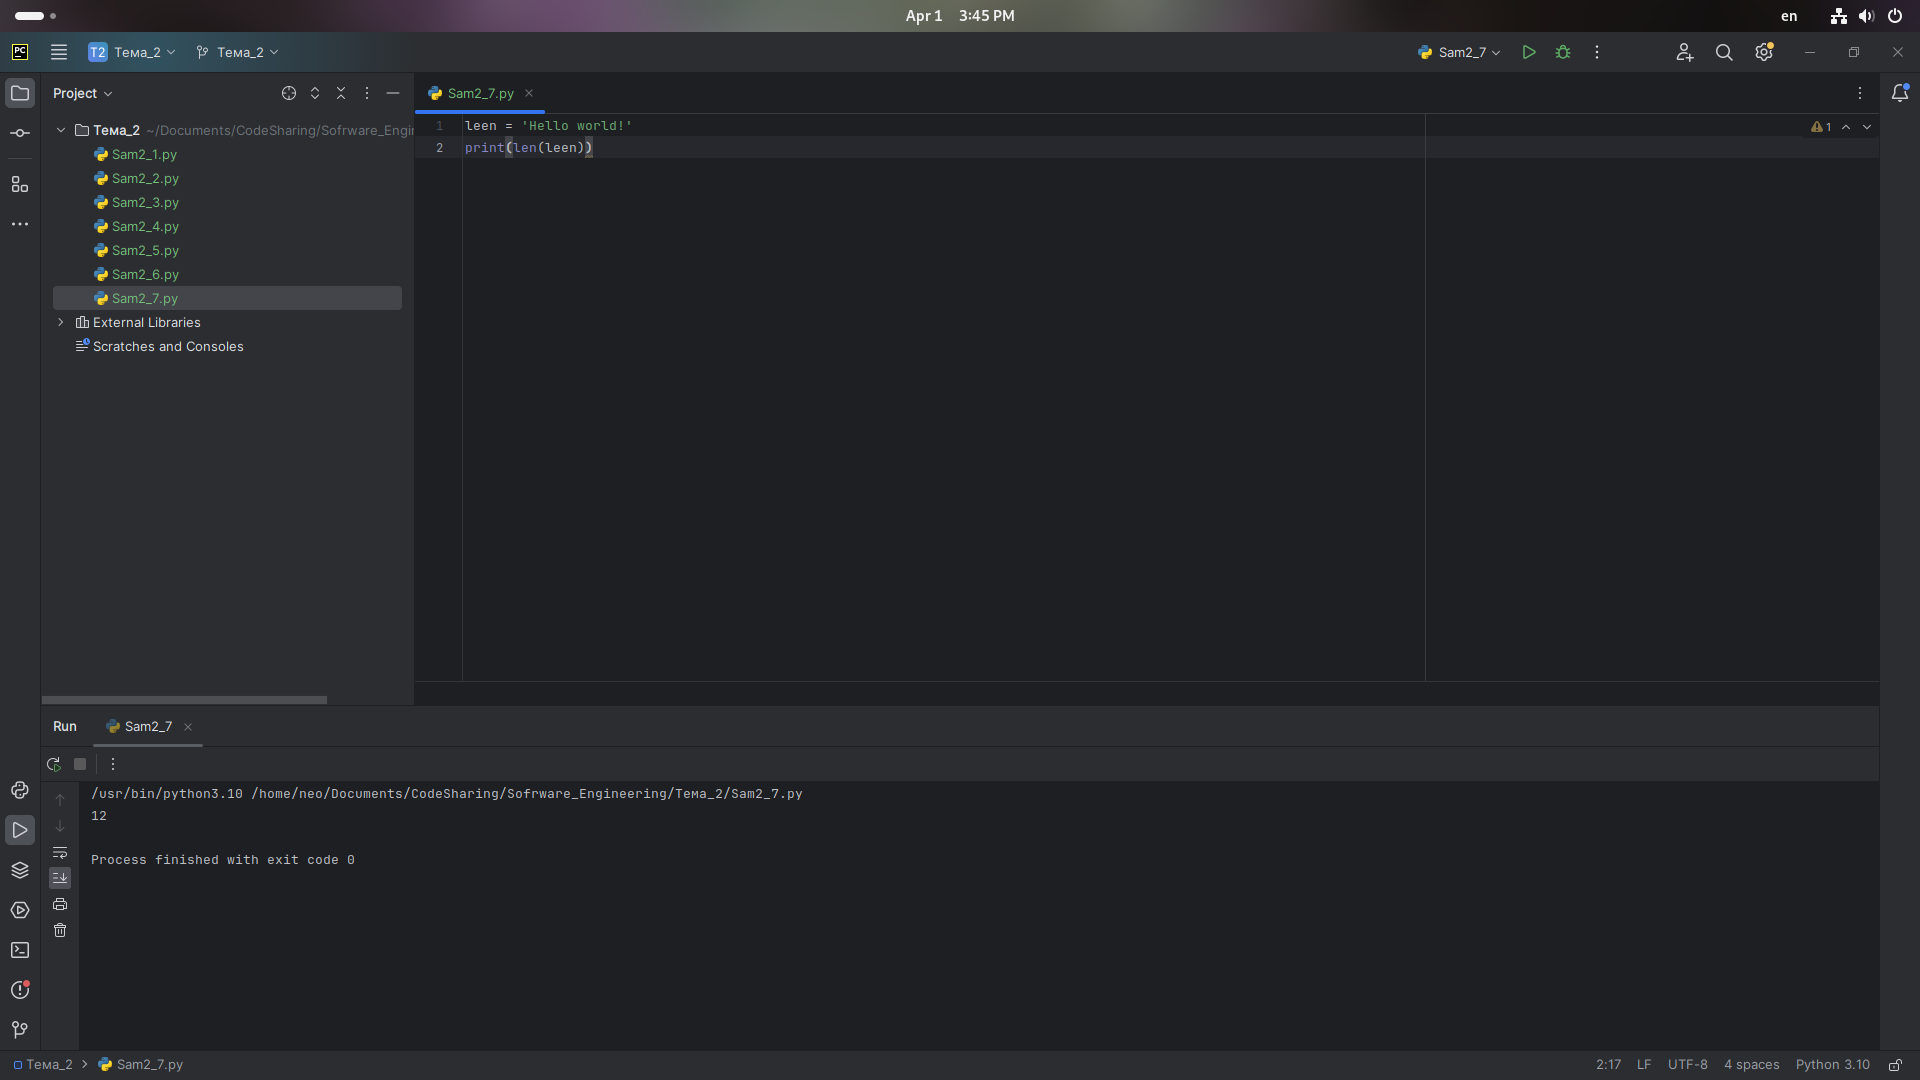 Apr 1 3:45 PM
en
PC
T2 Тема_2
Тема_2
Sam2_7
Project
Sam2_7.py
Тема_2 ~/Documents/CodeSharing/Sofrware_Engi
Sam2_1.py
Sam2_2.py
Sam2_3.py
Sam2_4.py
Sam2_5.py
Sam2_6.py
Sam2_7.py
External Libraries
Scratches and Consoles
1 leen = 'Hello world!'
2 print(len(leen))
1
Run Sam2_7
/usr/bin/python3.10 /home/neo/Documents/CodeSharing/Sofrware_Engineering/Тема_2/Sam2_7.py
12
Process finished with exit code 0
Тема_2 > Sam2_7.py
2:17 LF UTF-8 4 spaces Python 3.10